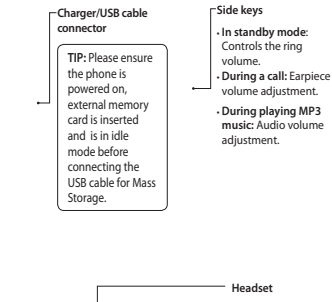 Charger/USB cable
connector
TIP: Please ensure
the phone is
powered on,
external memory
card is inserted
and is in idle
mode before
connecting the
USB cable for Mass
Storage.
Side keys
• In standby mode:
Controls the ring
volume.
• During a call: Earpiece
volume adjustment.
• During playing MP3
music: Audio volume
adjustment.
Headset